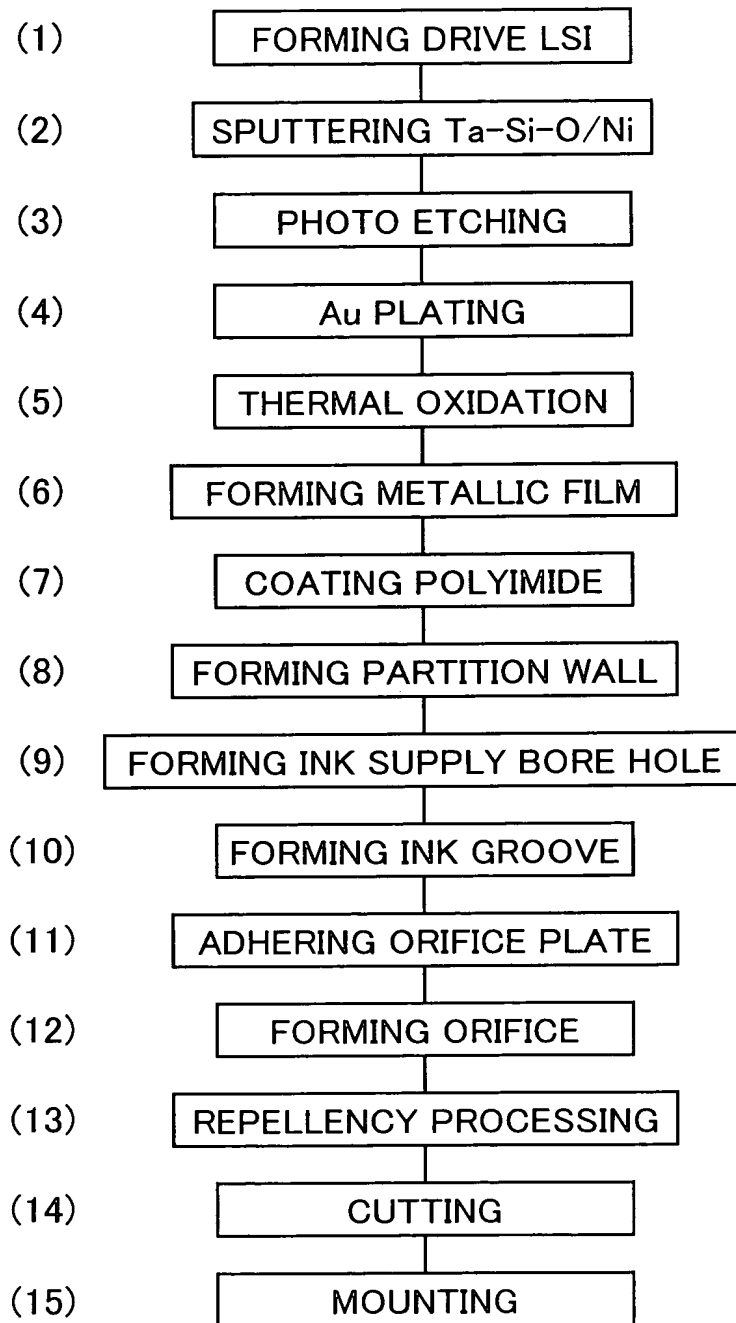 (1) FORMING DRIVE LSI
(2) SPUTTERING Ta-Si-O/Ni
(3) PHOTO ETCHING
(4) Au PLATING
(5) THERMAL OXIDATION
(6) FORMING METALLIC FILM
(7) COATING POLYIMIDE
(8) FORMING PARTITION WALL
(9) FORMING INK SUPPLY BORE HOLE
(10) FORMING INK GROOVE
(11) ADHERING ORIFICE PLATE
(12) FORMING ORIFICE
(13) REPELLENCY PROCESSING
(14) CUTTING
(15) MOUNTING